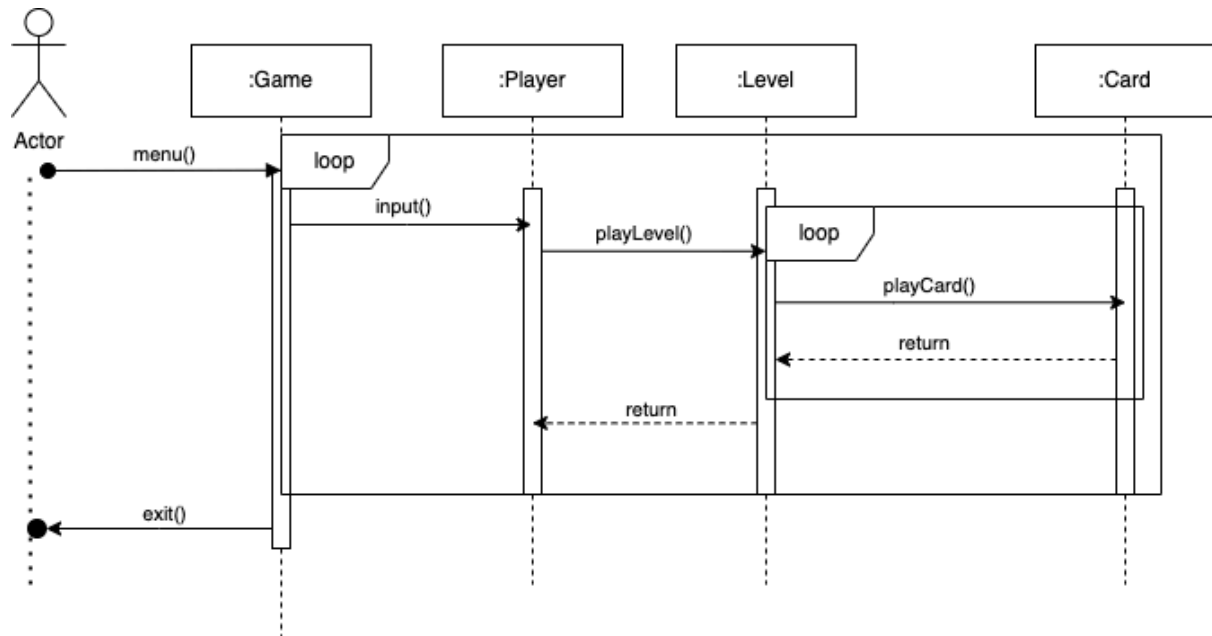 :Game
:Player
:Level
:Card
Actor
menu()
loop
input()
playLevel()
loop
playCard()
return
return
exit()